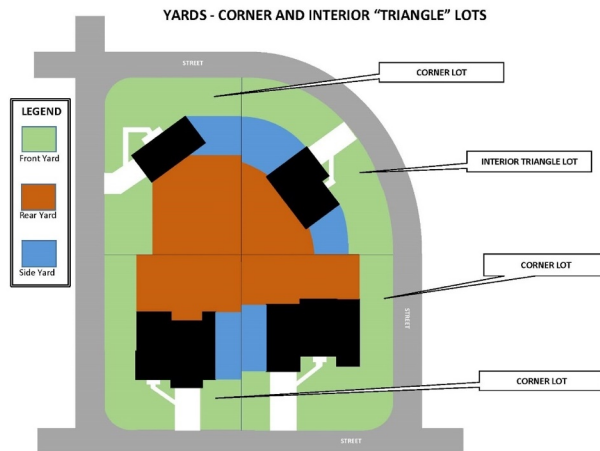 YARDS - CORNER AND INTERIOR “TRIANGLE” LOTS
STREET
CORNER LOT
LEGEND
Front Yard
INTERIOR TRIANGLE LOT
Rear Yard
CORNER LOT
Side Yard
STREET
CORNER LOT
STREET